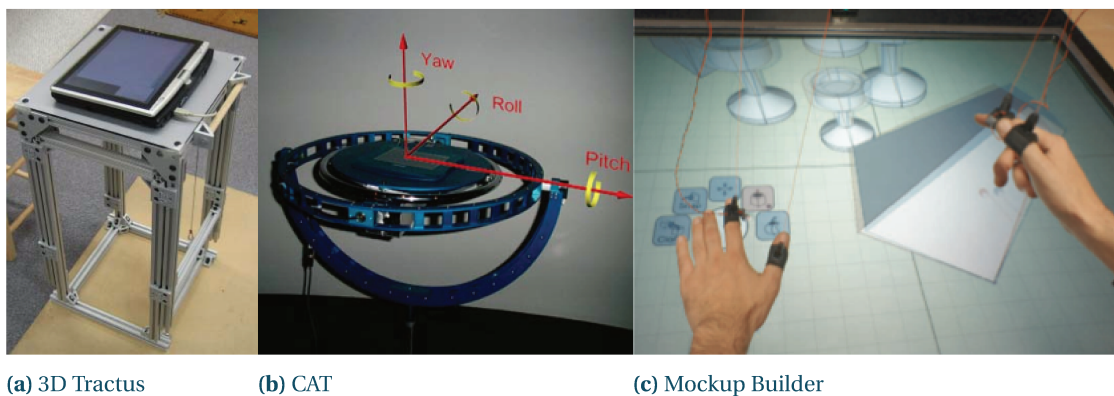 Yaw
Roll
Pitch
(a) 3D Tractus
(b) CAT
(c) Mockup Builder